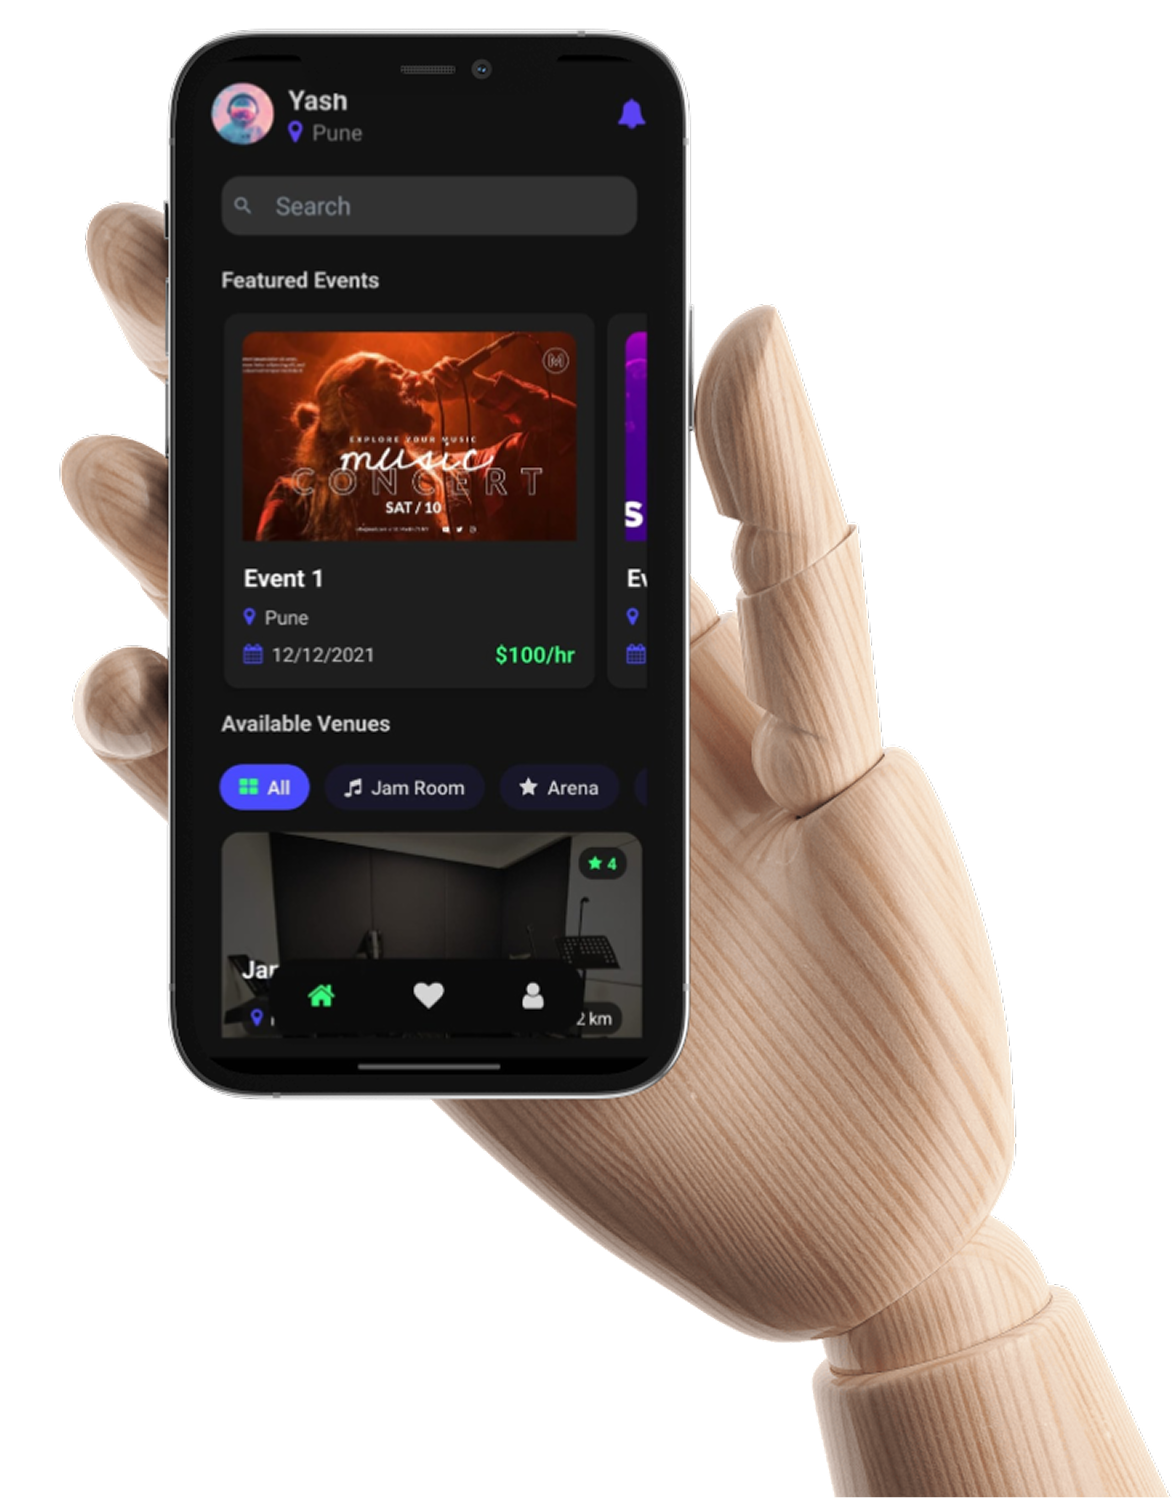 Yash
Pune
Search
Featured Events
EXPLORE YOUR MUSIC
music
CONCERT
SAT / 10
M
S
Event 1
Pune
12/12/2021
$100/hr
Ev
Available Venues
All
Jam Room
Arena
4
Jar
2 km